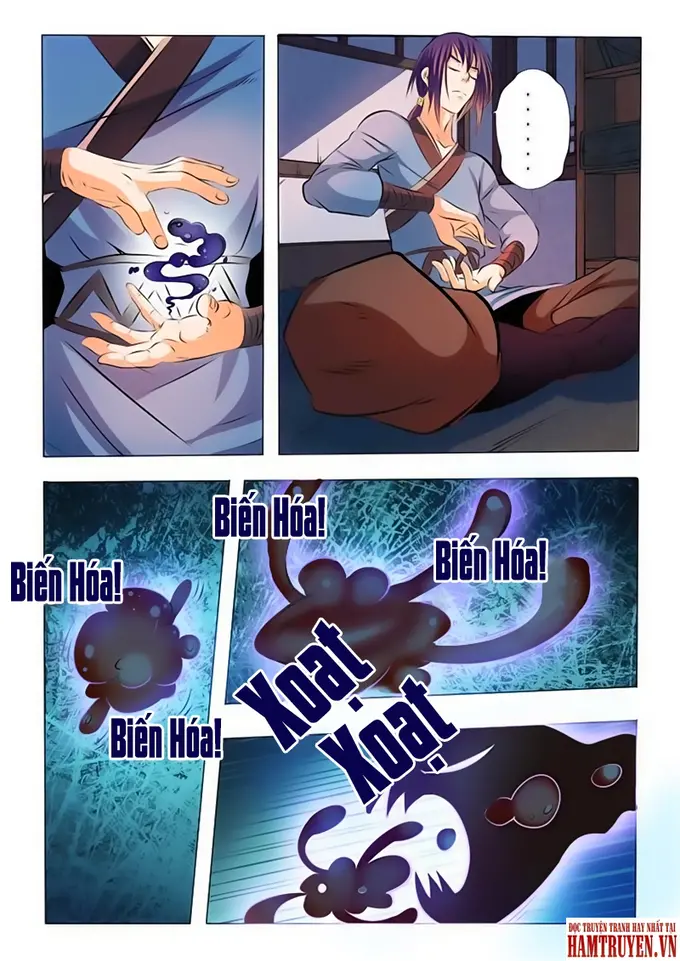 ......
Biến Hóa!
Biến Hóa!
Biến Hóa!
Biến Hóa!
Xoạt
Xoạt
ĐỌC TRUYỆN TRANH HAY NHẤT TẠI
HAMTRUYEN.VN